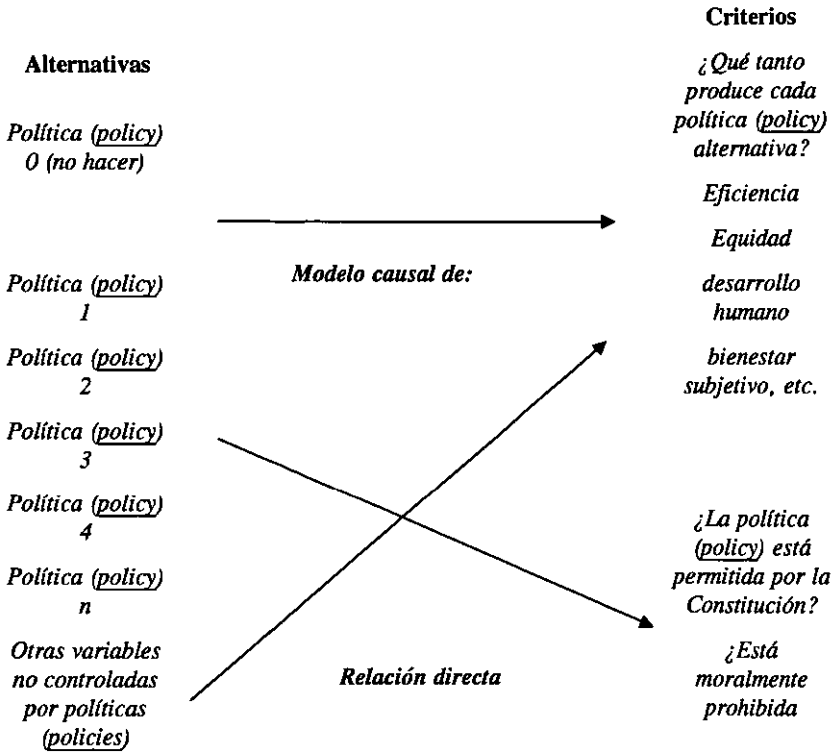 Alternativas
Política (policy)
0 (no hacer)
Política (policy)
1
Política (policy)
2
Política (policy)
3
Política (policy)
4
Política (policy)
n
Otras variables
no controladas
por políticas
(policies)
Modelo causal de:
Relación directa
Criterios
¿Qué tanto
produce cada
política (policy)
alternativa?
Eficiencia
Equidad
desarrollo
humano
bienestar
subjetivo, etc.
¿La política
(policy) está
permitida por la
Constitución?
¿Está
moralmente
prohibida